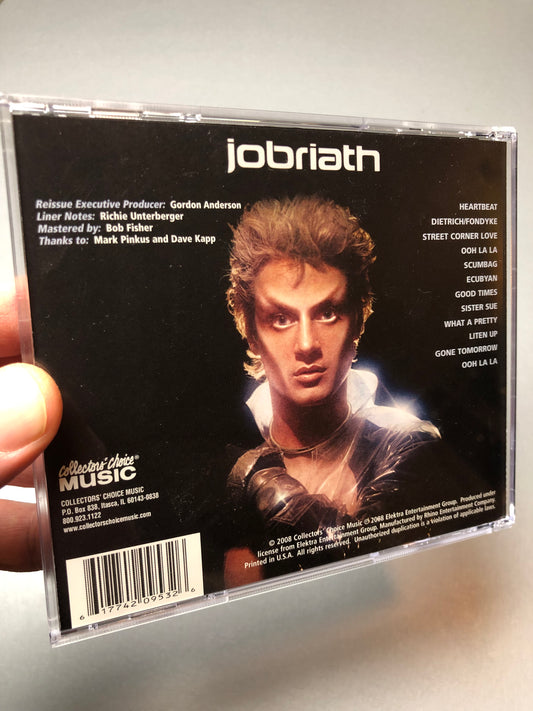 jobriath
Reissue Executive Producer: Gordon Anderson
Liner Notes: Richie Unterberger
Mastered by: Bob Fisher
Thanks to: Mark Pinkus and Dave Kapp
HEARTBEAT
DIETRICH/FONDYKE
STREET CORNER LOVE
OOH LA LA
SCUMBAG
ECUBYAN
GOOD TIMES
SISTER SUE
WHAT A PRETTY
LITEN UP
GONE TOMORROW
OOH LA LA
Collectors' Choice®
MUSIC
COLLECTORS' CHOICE MUSIC
P.O. Box 838, Itasca, IL 60143-0838
800.923.1122
www.collectorschoicemusic.com
© 2008 Collectors' Choice Music ℗ 2008 Elektra Entertainment Group. Produced under
license from Elektra Entertainment Group. Manufactured by Rhino Entertainment Company.
Printed in U.S.A. All rights reserved. Unauthorized duplication is a violation of applicable laws.
6 17742 09532 6